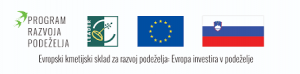 PROGRAM
RAZVOJA
PODEŽELJA
Evropski kmetijski sklad za razvoj podeželja: Evropa investira v podeželje